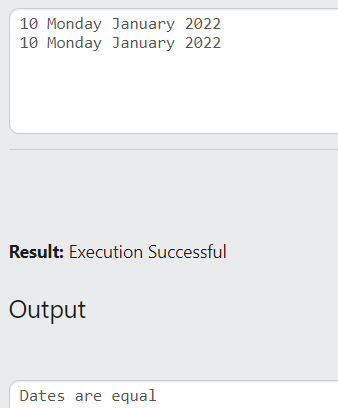 10 Monday January 2022
10 Monday January 2022
Result: Execution Successful
Output
Dates are equal